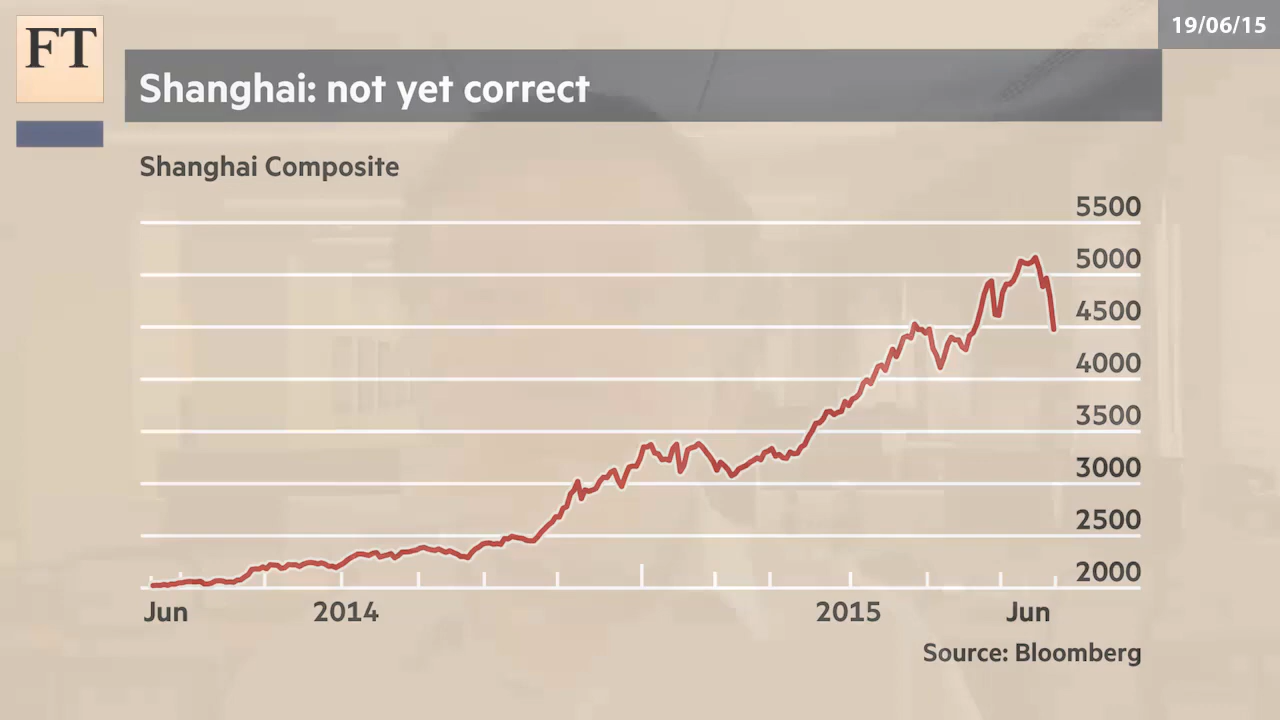 FT
19/06/15
Shanghai: not yet correct
Shanghai Composite
5500
5000
4500
4000
3500
3000
2500
2000
Jun 2014 2015 Jun
Source: Bloomberg